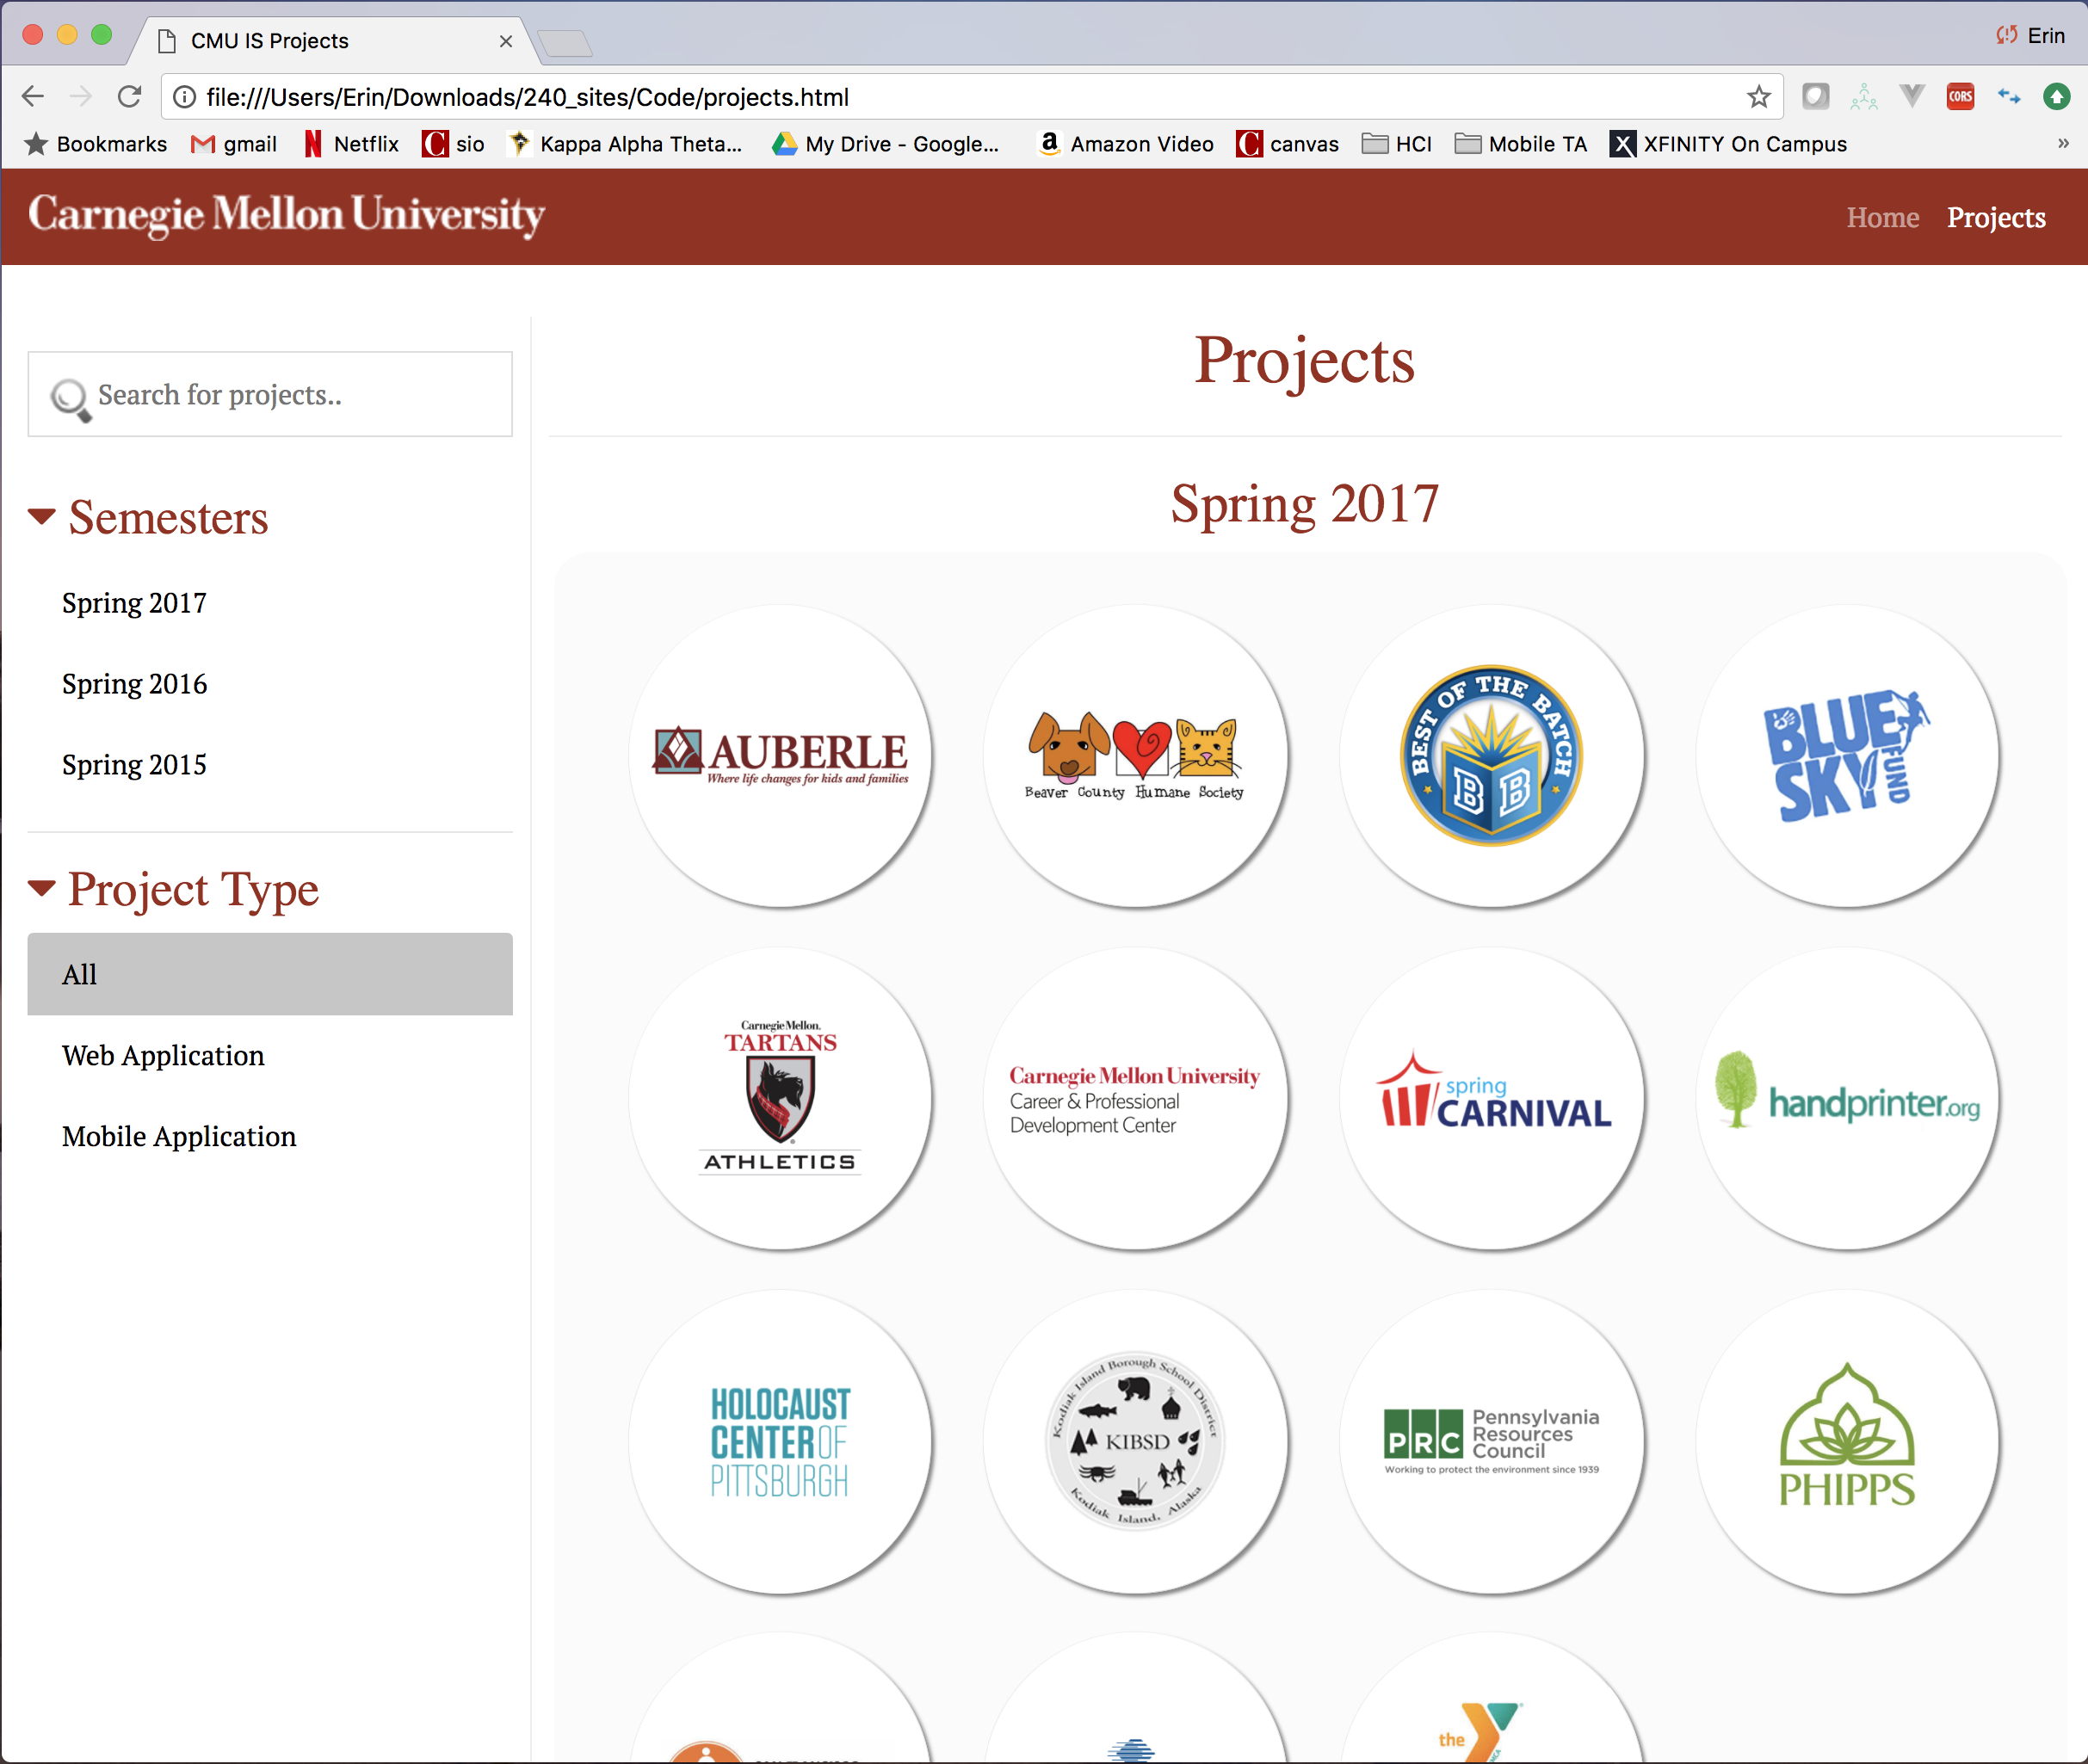 CMU IS Projects
Erin
file:///Users/Erin/Downloads/240_sites/Code/projects.html
CORS
Bookmarks
gmail
Netflix
sio
Kappa Alpha Theta...
My Drive - Google...
Amazon Video
canvas
HCI
Mobile TA
XFINITY On Campus
Carnegie Mellon University
Home
Projects
Search for projects..
Semesters
Spring 2017
Spring 2016
Spring 2015
Project Type
All
Web Application
Mobile Application
Projects
Spring 2017
AUBERLE
Where life changes for kids and families
Beaver County Humane Society
BEST OF THE BATCH
B B
BLUE
SKY
FUND
Carnegie Mellon.
TARTANS
ATHLETICS
Carnegie Mellon University
Career & Professional
Development Center
spring
CARNIVAL
handprinter.org
HOLOCAUST
CENTER OF
PITTSBURGH
Kodiak Island Borough School District
KIBSD
Kodiak Island, Alaska
PRC
Pennsylvania
Resources
Council
Working to protect the environment since 1939
PHIPPS
the